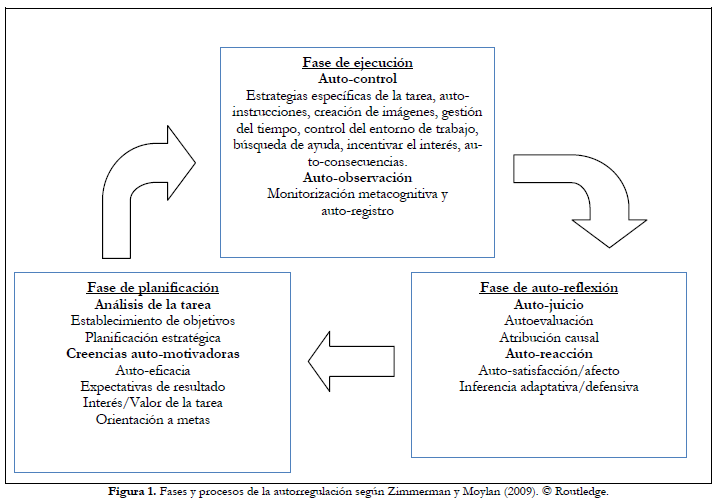 Fase de ejecución
Auto-control
Estrategias específicas de la tarea, auto-
instrucciones, creación de imágenes, gestión
del tiempo, control del entorno de trabajo,
búsqueda de ayuda, incentivar el interés, au-
to-consecuencias.
Auto-observación
Monitorización metacognitiva y
auto-registro
Fase de planificación
Análisis de la tarea
Establecimiento de objetivos
Planificación estratégica
Creencias auto-motivadoras
Auto-eficacia
Expectativas de resultado
Interés/Valor de la tarea
Orientación a metas
Fase de auto-reflexión
Auto-juicio
Autoevaluación
Atribución causal
Auto-reacción
Auto-satisfacción/afecto
Inferencia adaptativa/defensiva
Figura 1. Fases y procesos de la autorregulación según Zimmerman y Moylan (2009). © Routledge.